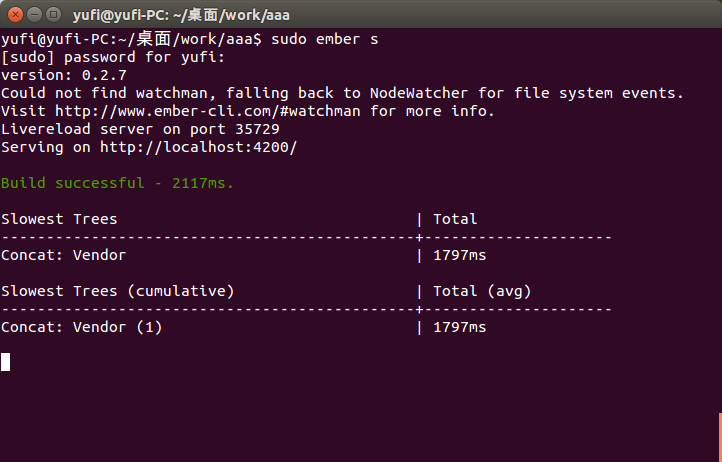 yufi@yufi-PC: ~/桌面/work/aaa
yufi@yufi-PC:~/桌面/work/aaa$ sudo ember s
[sudo] password for yufi:
version: 0.2.7
Could not find watchman, falling back to NodeWatcher for file system events.
Visit http://www.ember-cli.com/#watchman for more info.
Livereload server on port 35729
Serving on http://localhost:4200/
Build successful - 2117ms.
Slowest Trees | Total
----------------------------------------------+---------------------
Concat: Vendor | 1797ms
Slowest Trees (cumulative) | Total (avg)
----------------------------------------------+---------------------
Concat: Vendor (1) | 1797ms